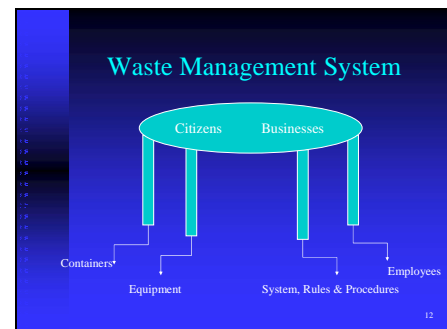 Waste Management System
Citizens Businesses
Containers
Employees
Equipment
System, Rules & Procedures
12